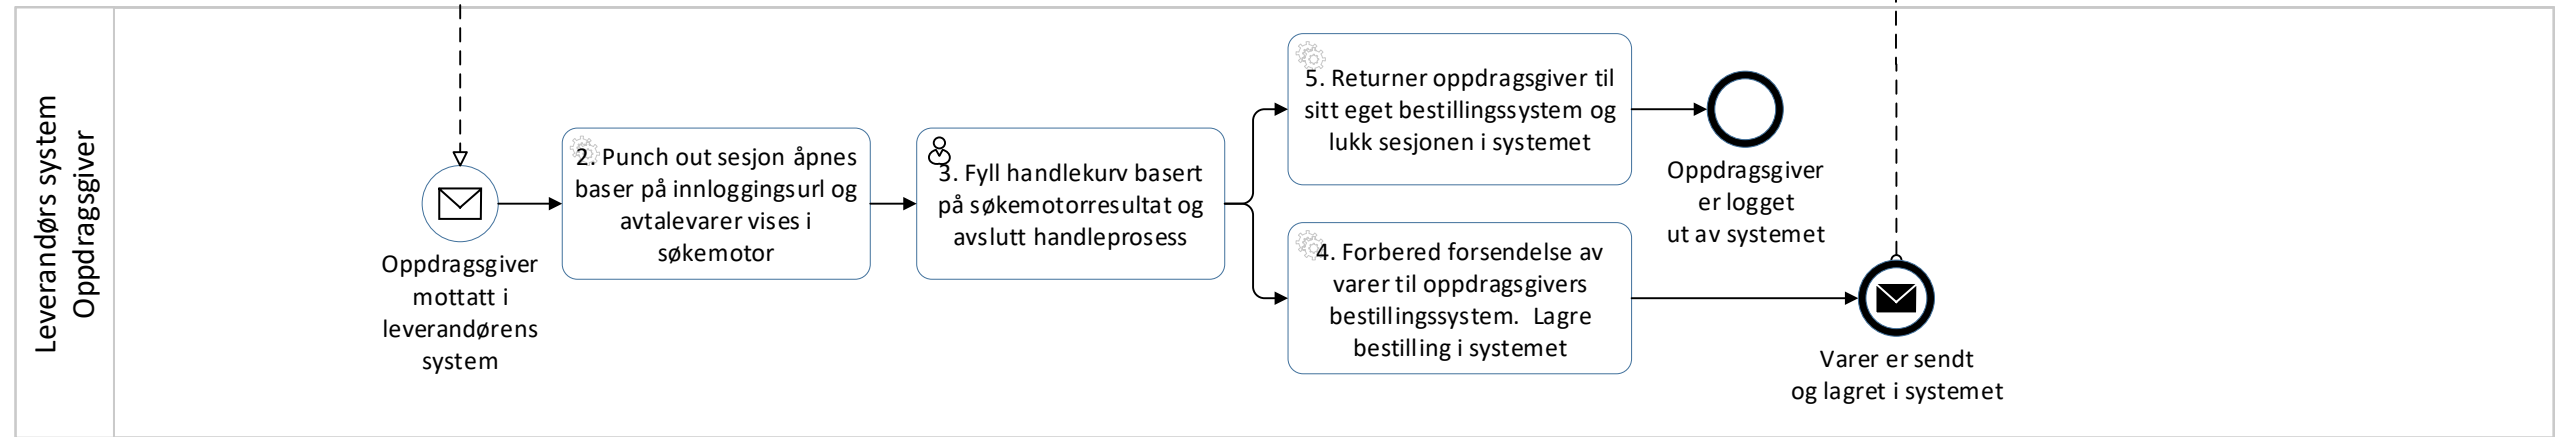 Leverandørs system
Oppdragsgiver
Oppdragsgiver
mottatt i
leverandørens
system
2. Punch out sesjon åpnes
baser på innloggingsurl og
avtalevarer vises i
søkemotor
3. Fyll handlekurv basert
på søkemotorresultat og
avslutt handleprosess
5. Returner oppdragsgiver til
sitt eget bestillingssystem og
lukk sesjonen i systemet
Oppdragsgiver
er logget
ut av systemet
4. Forbered forsendelse av
varer til oppdragsgivers
bestillingssystem.  Lagre
bestilling i systemet
Varer er sendt
og lagret i systemet